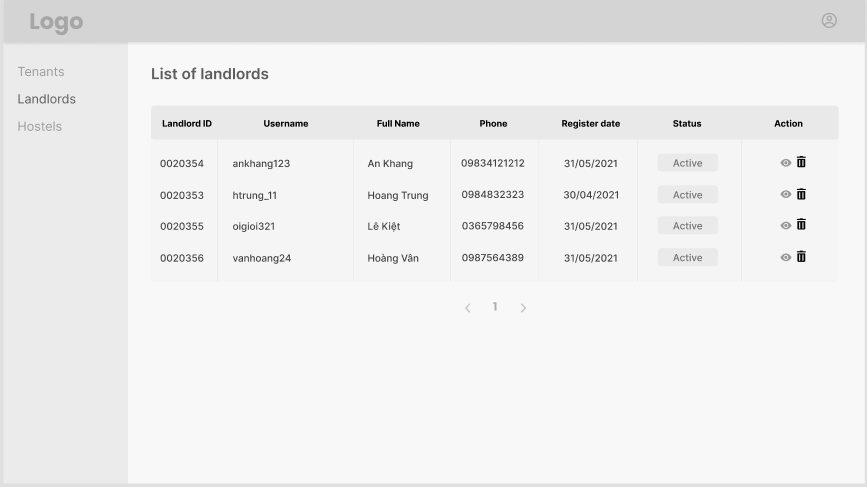 Logo
Tenants
Landlords
Hostels
List of landlords
Landlord ID Username Full Name Phone Register date Status Action
0020354 ankhang123 An Khang 09834121212 31/05/2021 Active
0020353 htrung_11 Hoang Trung 0984832323 30/04/2021 Active
0020355 oigioi321 Lê Kiệt 0365798456 31/05/2021 Active
0020356 vanhoang24 Hoàng Vân 0987564389 31/05/2021 Active
1